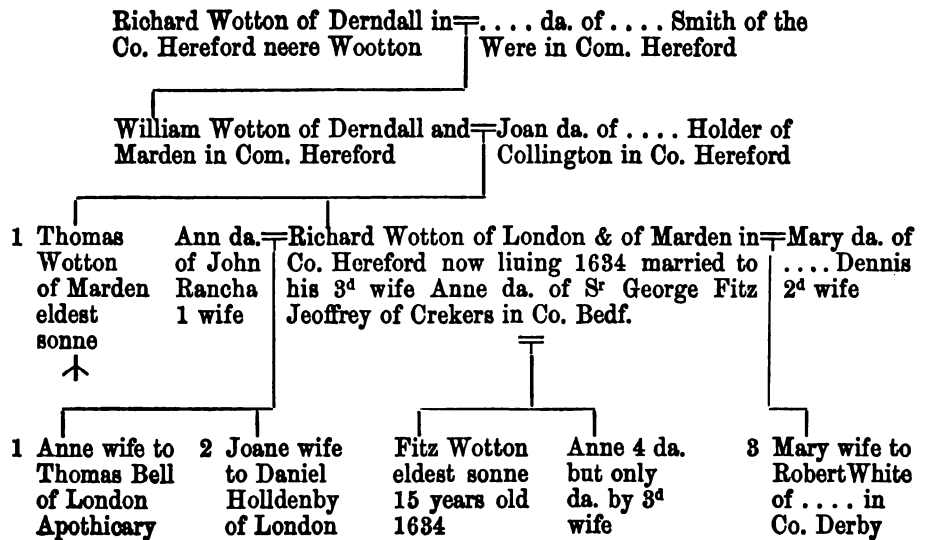 Richard Wotton of Derndall in
Co. Hereford neere Wootton
. . . . da. of . . . . Smith of the
Were in Com. Hereford
William Wotton of Derndall and
Marden in Com. Hereford
Joan da. of . . . . Holder of
Collington in Co. Hereford
1 Thomas
Wotton
of Marden
eldest
sonne
Ann da.
of John
Rancha
1 wife
Richard Wotton of London & of Marden in
Co. Hereford now liuing 1634 married to
his 3ᵈ wife Anne da. of Sʳ George Fitz
Jeoffrey of Crekers in Co. Bedf.
Mary da. of
. . . . Dennis
2ᵈ wife
1 Anne wife to
Thomas Bell
of London
Apothicary
2 Joane wife
to Daniel
Holldenby
of London
Fitz Wotton
eldest sonne
15 years old
1634
Anne 4 da.
but only
da. by 3ᵈ
wife
3 Mary wife to
Robert White
of . . . . in
Co. Derby